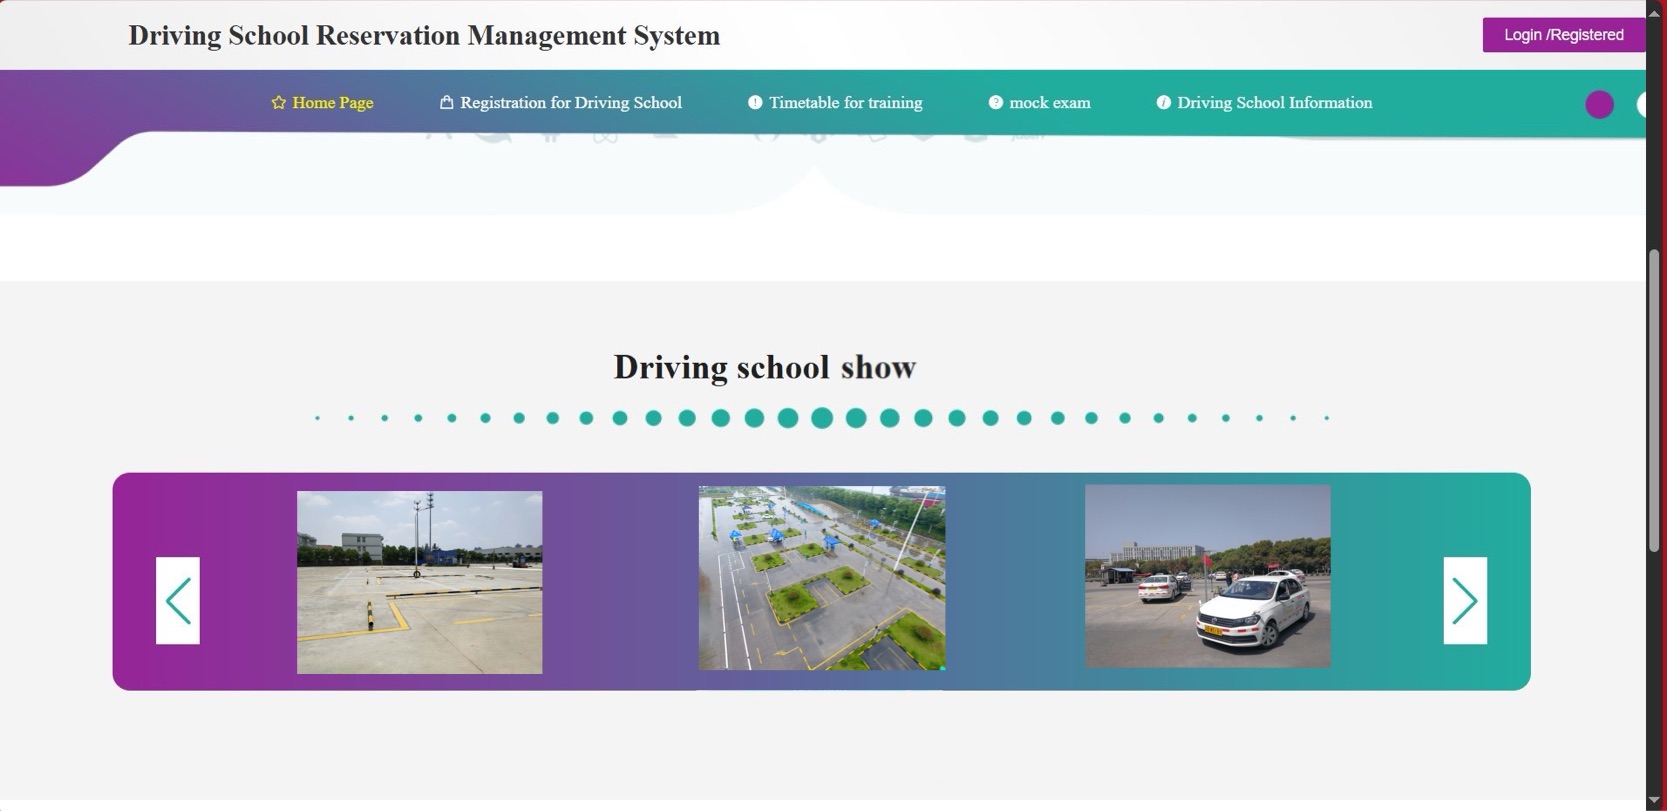 Driving School Reservation Management System
Login /Registered
Home Page
Registration for Driving School
Timetable for training
mock exam
Driving School Information
Driving school show